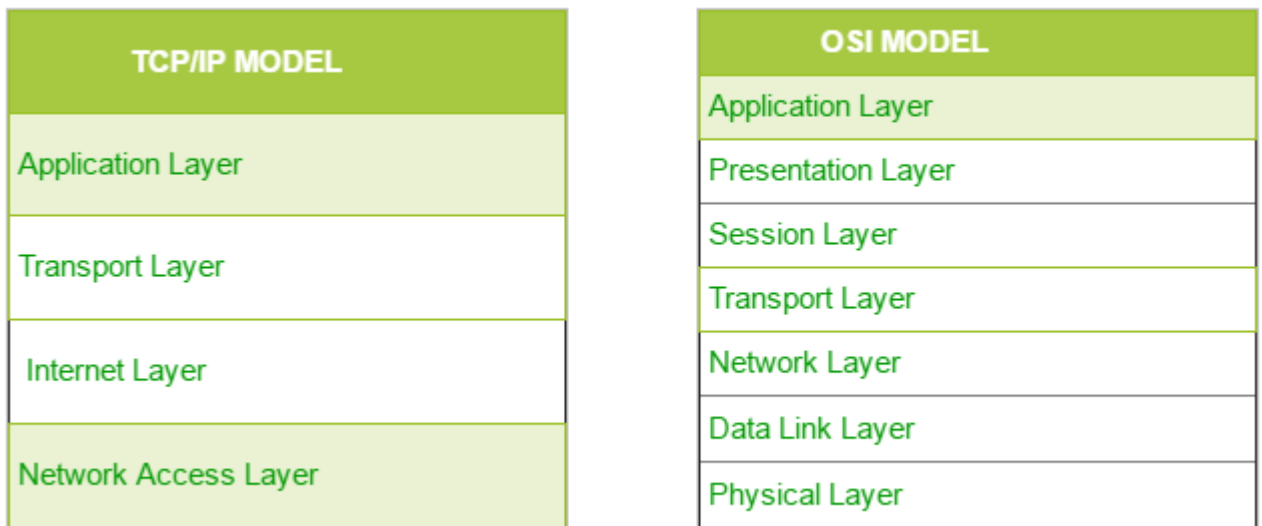 TCP/IP MODEL
Application Layer
Transport Layer
Internet Layer
Network Access Layer
OSI MODEL
Application Layer
Presentation Layer
Session Layer
Transport Layer
Network Layer
Data Link Layer
Physical Layer